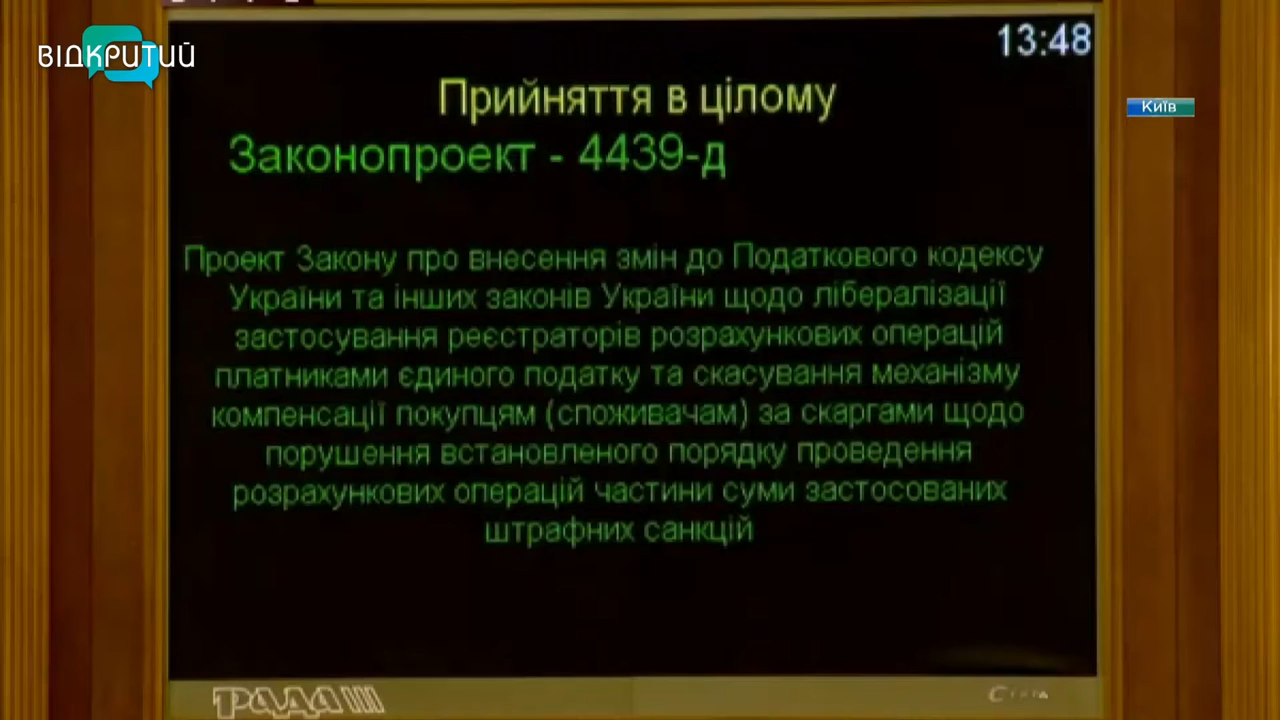 ВІДКРИТИЙ
13:48
Київ
Прийняття в цілому
Законопроект - 4439-д
Проект Закону про внесення змін до Податкового кодексу
України та інших законів України щодо лібералізації
застосування реєстраторів розрахункових операцій
платниками єдиного податку та скасування механізму
компенсації покупцям (споживачам) за скаргами щодо
порушення встановленого порядку проведення
розрахункових операцій частини суми застосованих
штрафних санкцій
РАДА III